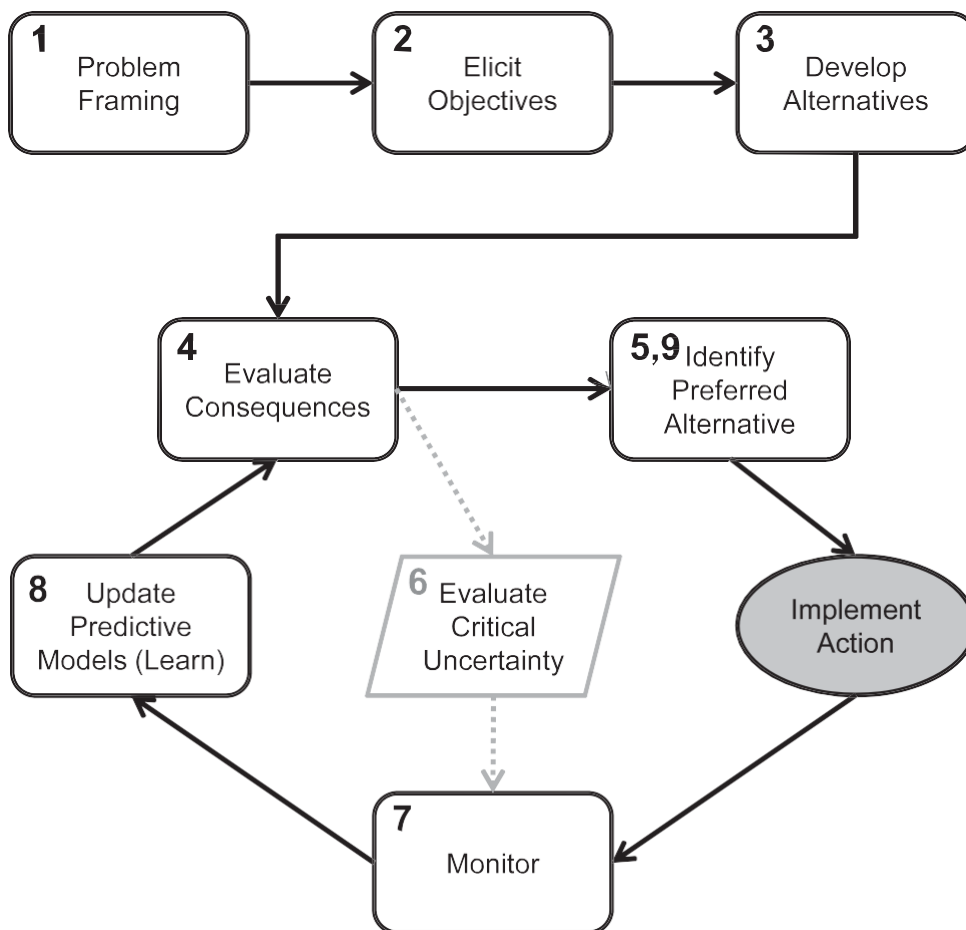 1
Problem
Framing
2
Elicit
Objectives
3
Develop
Alternatives
4
Evaluate
Consequences
5,9
Identify
Preferred
Alternative
6
Evaluate
Critical
Uncertainty
8
Update
Predictive
Models (Learn)
Implement
Action
7
Monitor